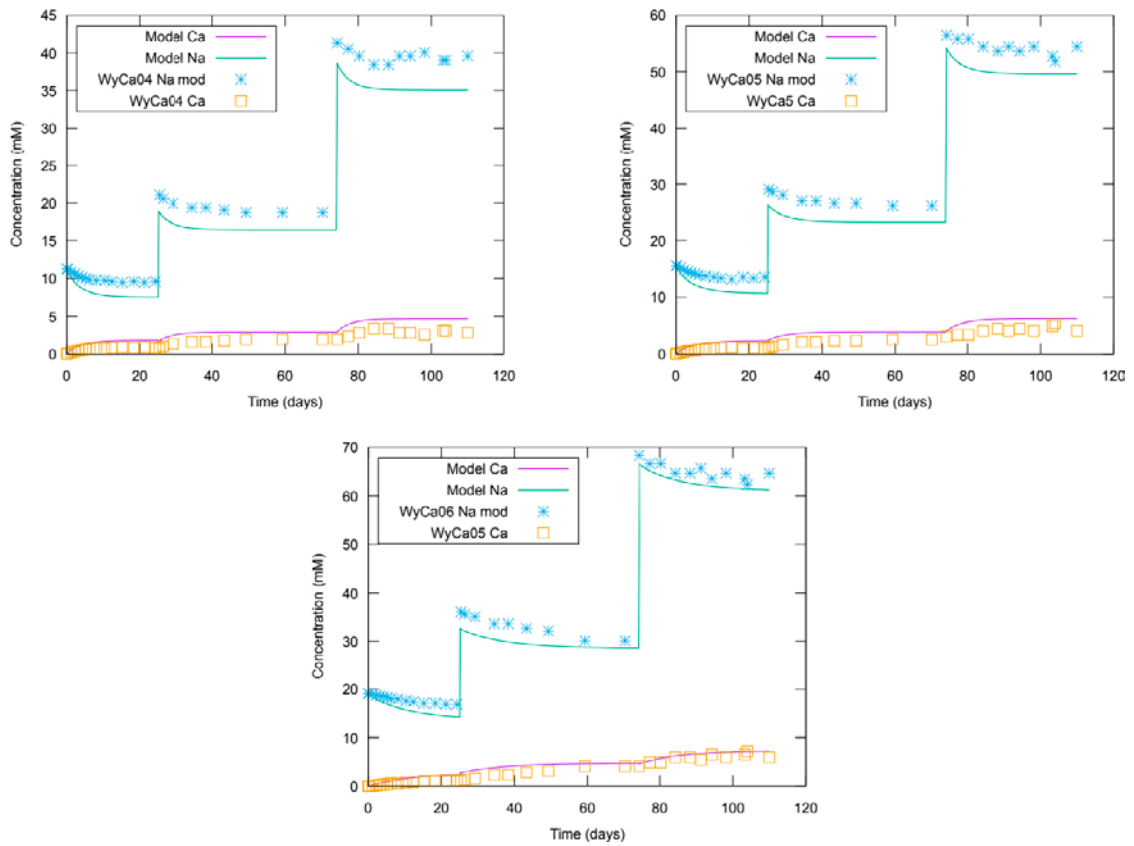 45
40
35
30
25
20
15
10
5
0
Concentration (mM)
Model Ca
Model Na
WyCa04 Na mod
WyCa04 Ca
0 20 40 60 80 100 120
Time (days)
60
50
40
30
20
10
0
Concentration (mM)
Model Ca
Model Na
WyCa05 Na mod
WyCa5 Ca
0 20 40 60 80 100 120
Time (days)
70
60
50
40
30
20
10
0
Concentration (mM)
Model Ca
Model Na
WyCa06 Na mod
WyCa05 Ca
0 20 40 60 80 100 120
Time (days)